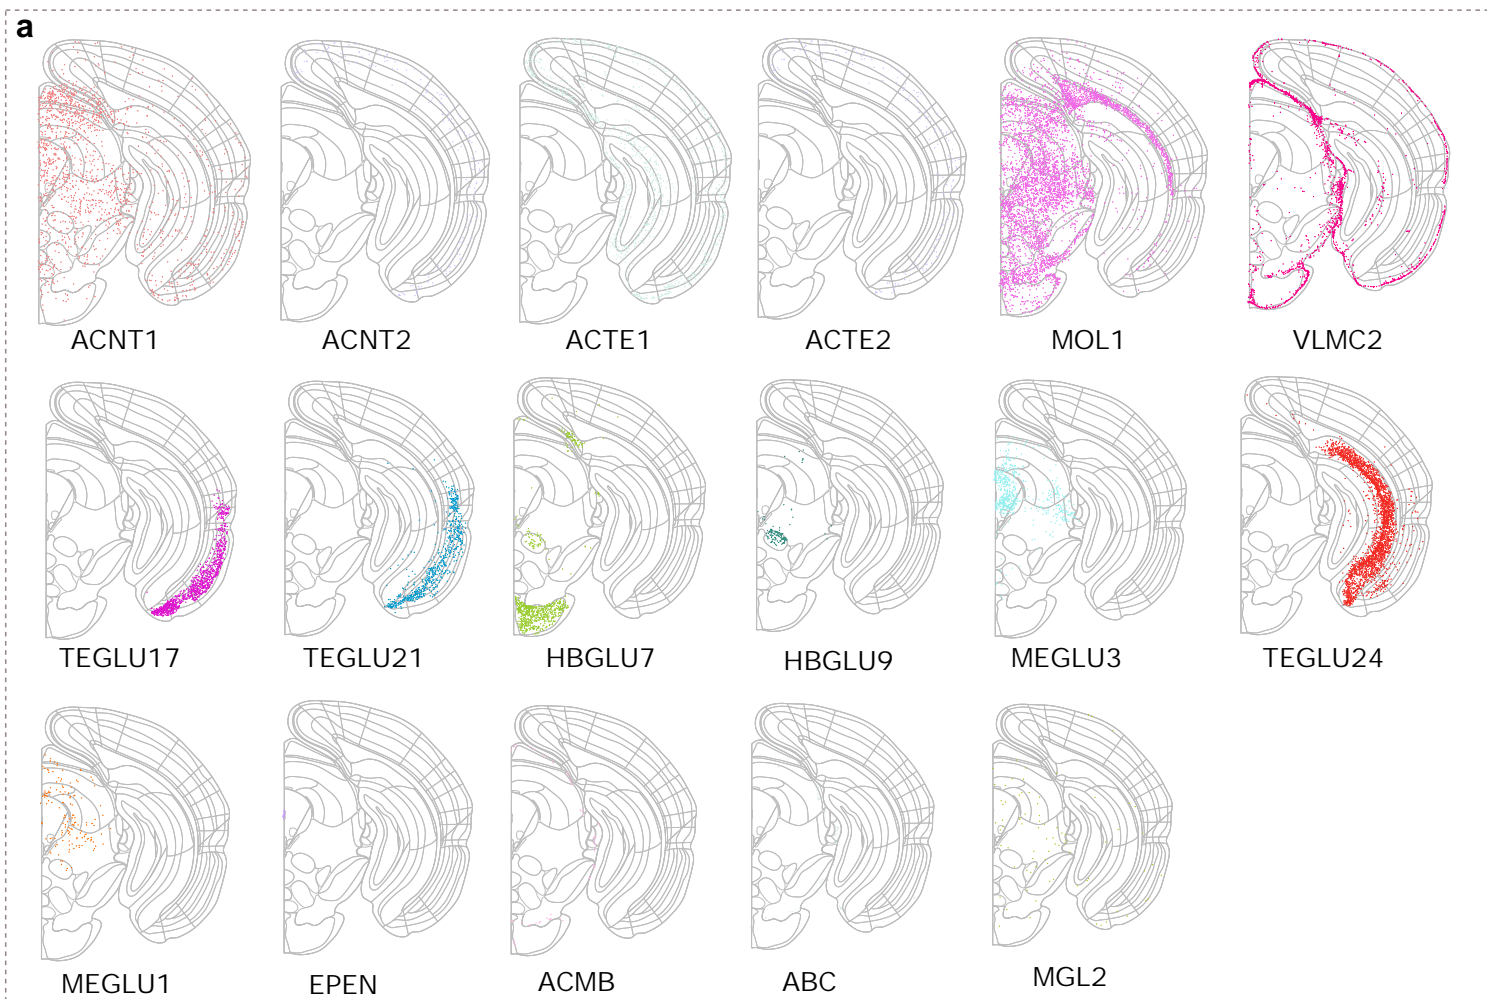 a
ACNT1 ACNT2 ACTE1 ACTE2 MOL1 VLMC2
TEGLU17 TEGLU21 HBGLU7 HBGLU9 MEGLU3 TEGLU24
MEGLU1 EPEN ACMB ABC MGL2